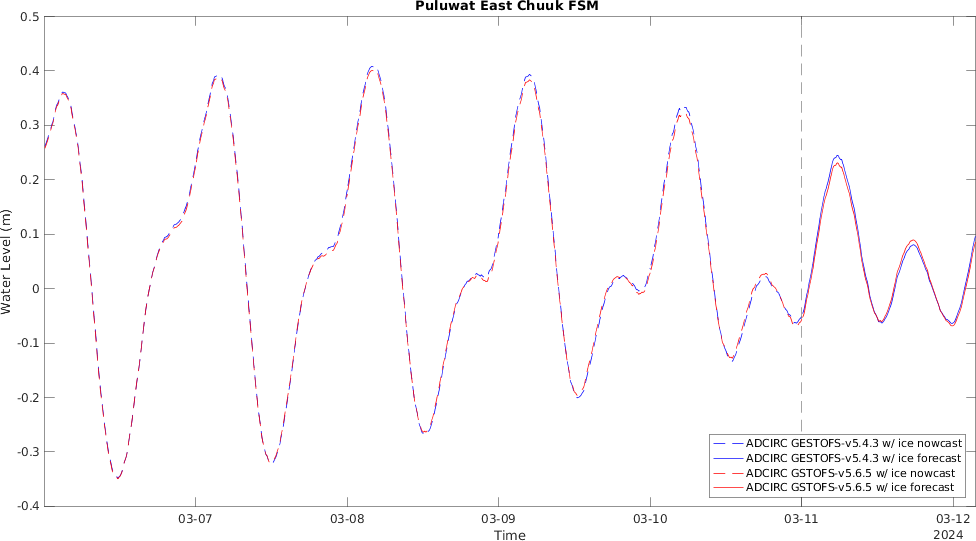 Puluwat East Chuuk FSM
0.5
0.4
0.3
0.2
0.1
0
-0.1
-0.2
-0.3
-0.4
Water Level (m)
ADCIRC GESTOFS-v5.4.3 w/ ice nowcast
ADCIRC GESTOFS-v5.4.3 w/ ice forecast
ADCIRC GSTOFS-v5.6.5 w/ ice nowcast
ADCIRC GSTOFS-v5.6.5 w/ ice forecast
03-07 03-08 03-09 03-10 03-11 03-12
Time 2024